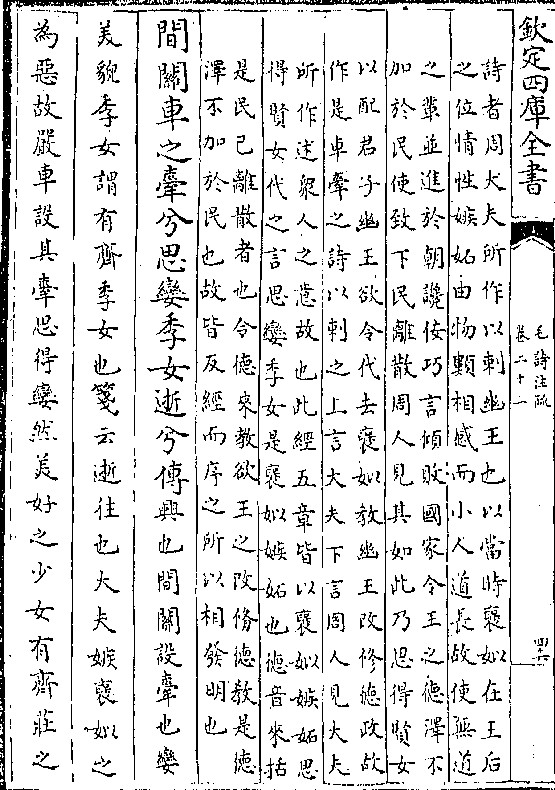 欽定四庫全書
毛詩注疏
卷二十一
四十六
詩者周大夫所作以刺幽王也以當時褒姒在王后
之位情性嫉妬由物類相感而小人道長故使無道
之輩並進於朝讒佞巧言傾敗國家令王之德澤不
加於民使致下民離散周人見其如此乃思得賢女
以配君子幽王欲令代去褒姒教幽王改修德政故
作是車舝之詩以刺之上言大夫下言周人見大夫
所作述衆人之意故也此經五章皆以褒姒嫉妬思
得賢女代之言思孌季女是褒姒嫉妬也德音來括
是民已離散者也令德來教欲王之改脩德教是德
澤不加於民也故皆反經而序之所以相發明也
間關車之舝兮思孌季女逝兮傳興也間關設舝也孌
美貌季女謂有齊季女也箋云逝往也大夫嫉褒姒之
為惡故嚴車設其舝思得孌然美好之少女有齊莊之